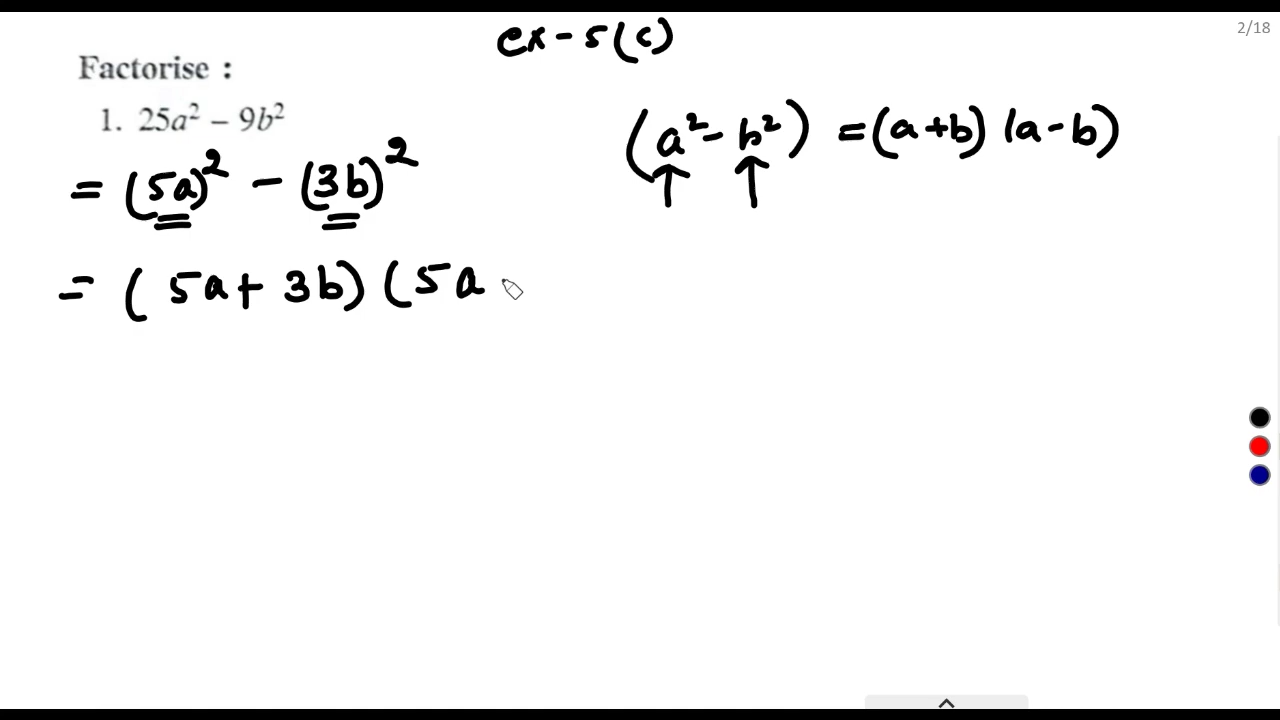 ex-5(c)
2/18
Factorise :
1. 25a² – 9b²
(a²-b²) =(a+b)(a-b)
= (5a)² - (3b)²
= (5a+3b)(5a